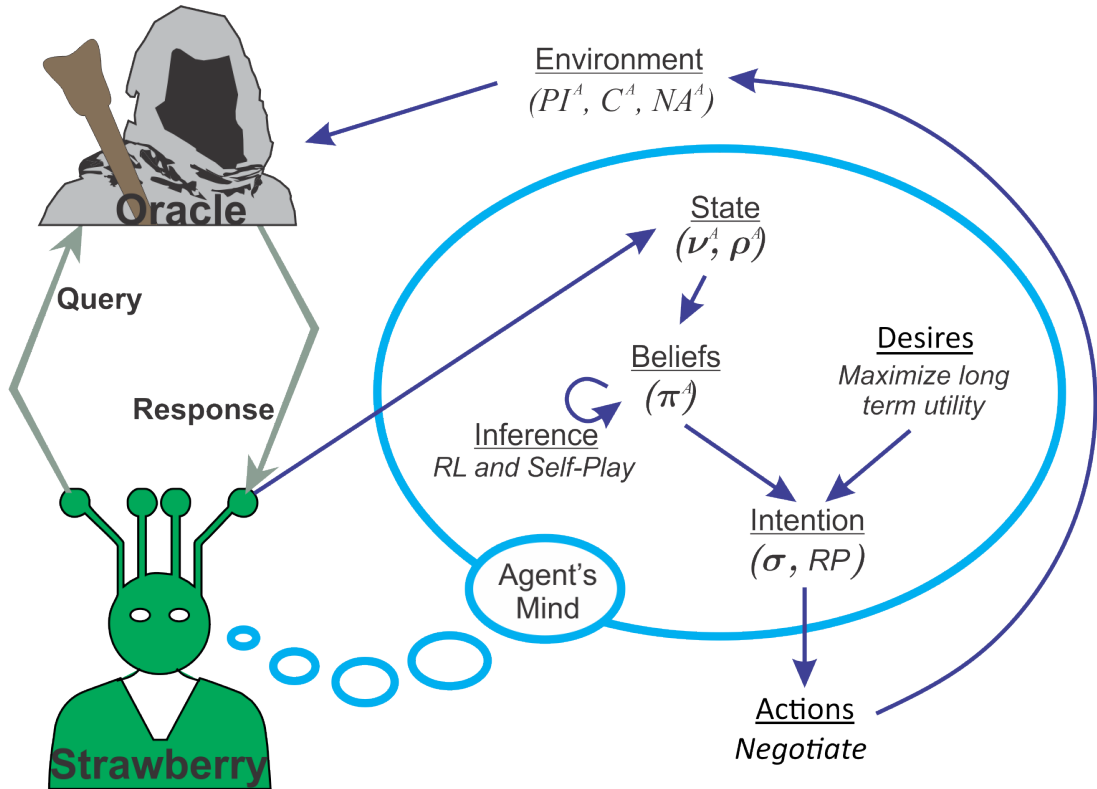 Environment
(PI^A, C^A, NA^A)
Oracle
State
(ν^A, ρ^A)
Query
Desires
Maximize long
term utility
Beliefs
(π^A)
Response
Inference
RL and Self-Play
Intention
(σ, RP)
Agent's
Mind
Actions
Negotiate
Strawberry